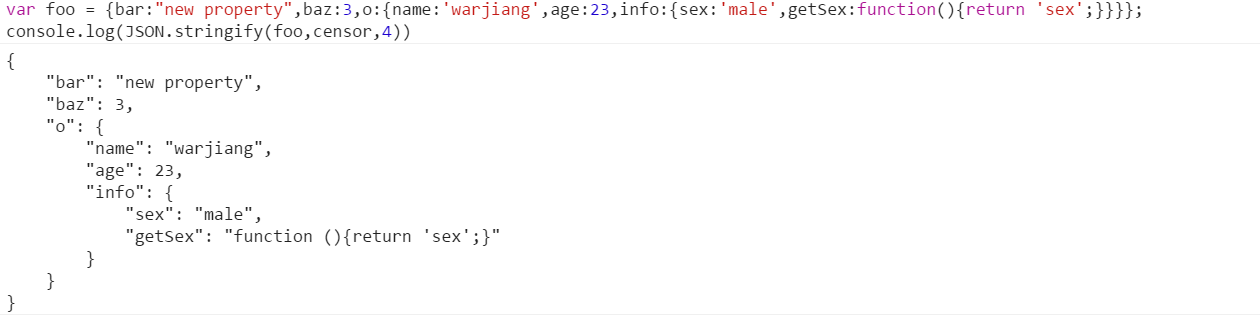 var foo = {bar:"new property",baz:3,o:{name:'warjiang',age:23,info:{sex:'male',getSex:function(){return 'sex';}}}};
console.log(JSON.stringify(foo,censor,4))
{
    "bar": "new property",
    "baz": 3,
    "o": {
        "name": "warjiang",
        "age": 23,
        "info": {
            "sex": "male",
            "getSex": "function (){return 'sex';}"
        }
    }
}